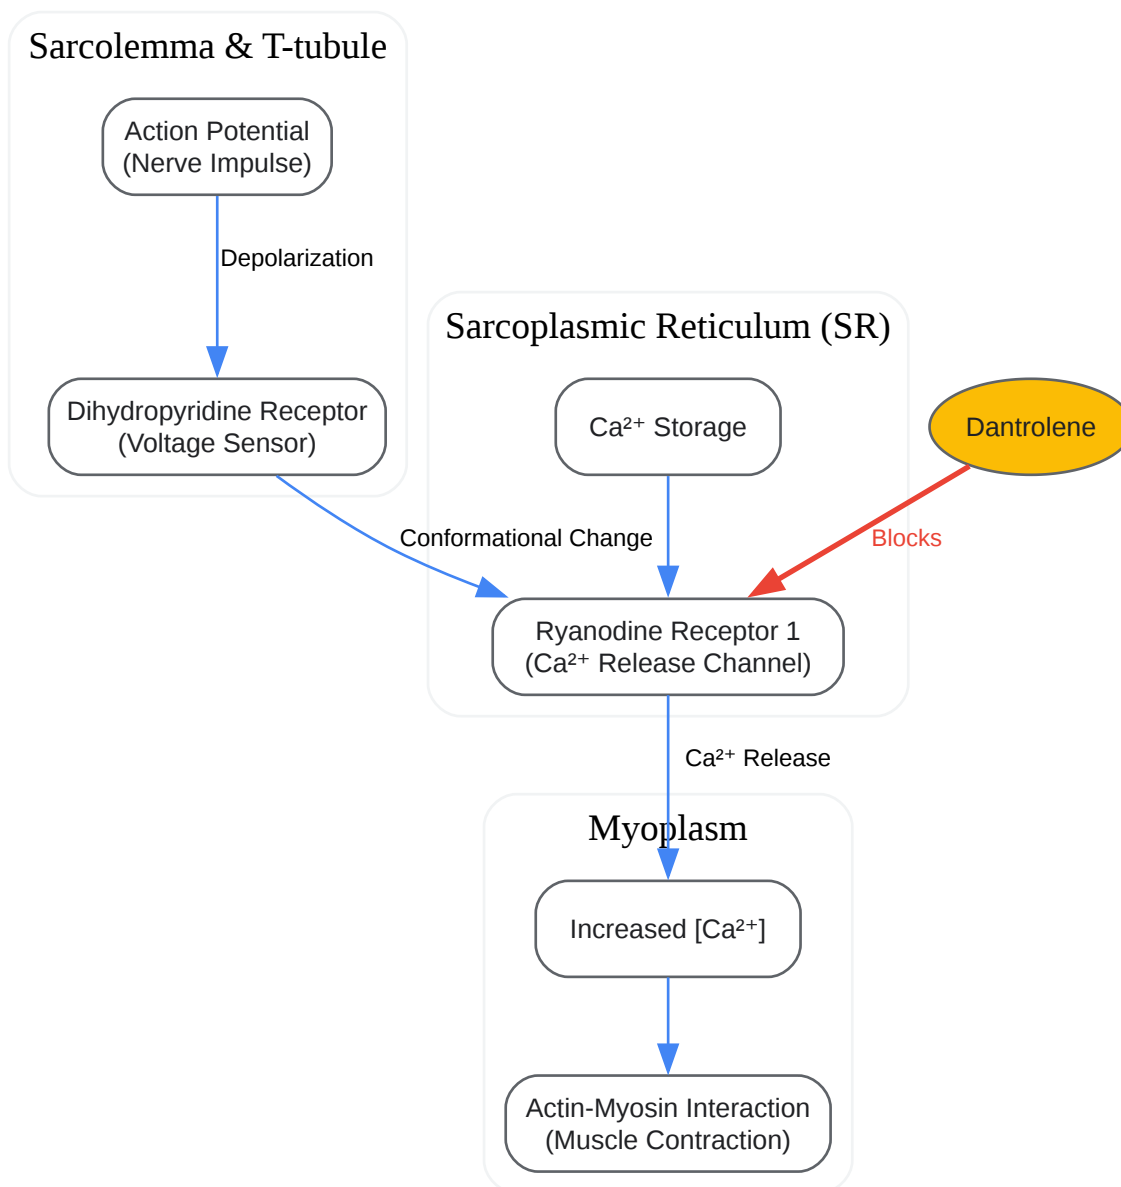 Sarcolemma & T-tubule
Action Potential
(Nerve Impulse)
Depolarization
Dihydropyridine Receptor
(Voltage Sensor)
Sarcoplasmic Reticulum (SR)
Ca²⁺ Storage
Dantrolene
Conformational Change
Blocks
Ryanodine Receptor 1
(Ca²⁺ Release Channel)
Ca²⁺ Release
Myoplasm
Increased [Ca²⁺]
Actin-Myosin Interaction
(Muscle Contraction)